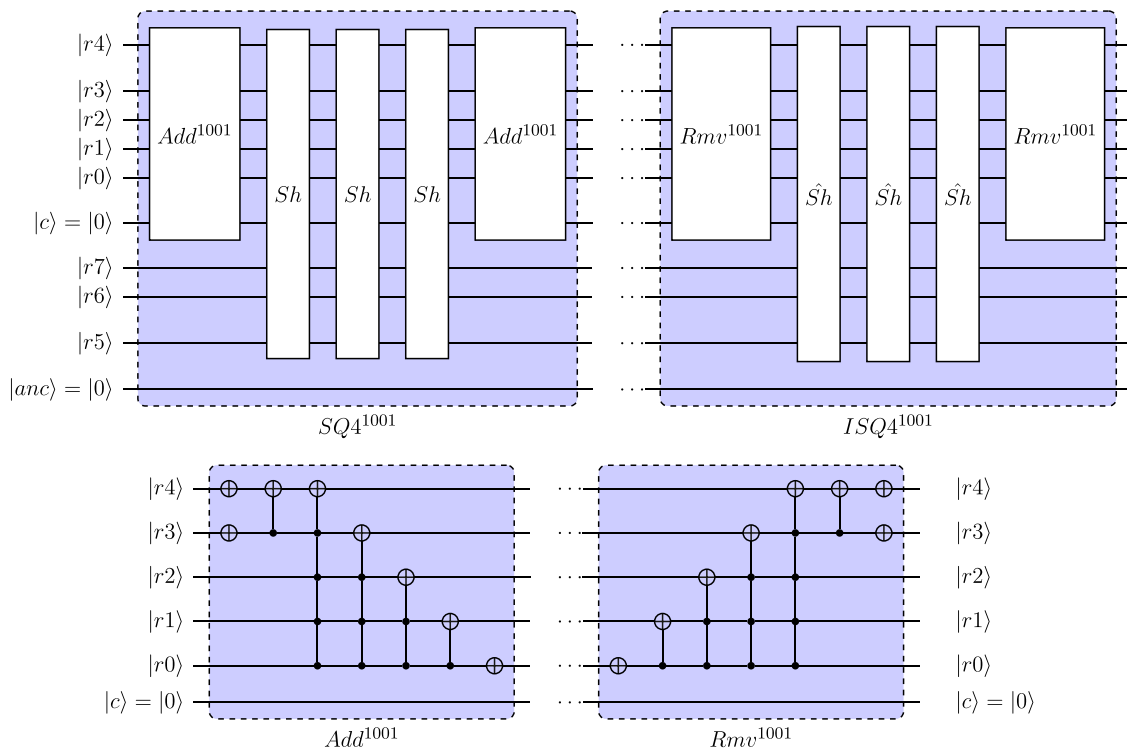 |r4⟩
|r3⟩
|r2⟩
|r1⟩
|r0⟩
|c⟩ = |0⟩
|r7⟩
|r6⟩
|r5⟩
|anc⟩ = |0⟩
Add^1001
Sh
Sh
Sh
Add^1001
SQ4^1001
···
···
···
···
···
···
···
···
···
···
Rmv^1001
Ŝh
Ŝh
Ŝh
Rmv^1001
ISQ4^1001
|r4⟩
|r3⟩
|r2⟩
|r1⟩
|r0⟩
|c⟩ = |0⟩
Add^1001
···
···
···
···
···
···
Rmv^1001
|r4⟩
|r3⟩
|r2⟩
|r1⟩
|r0⟩
|c⟩ = |0⟩